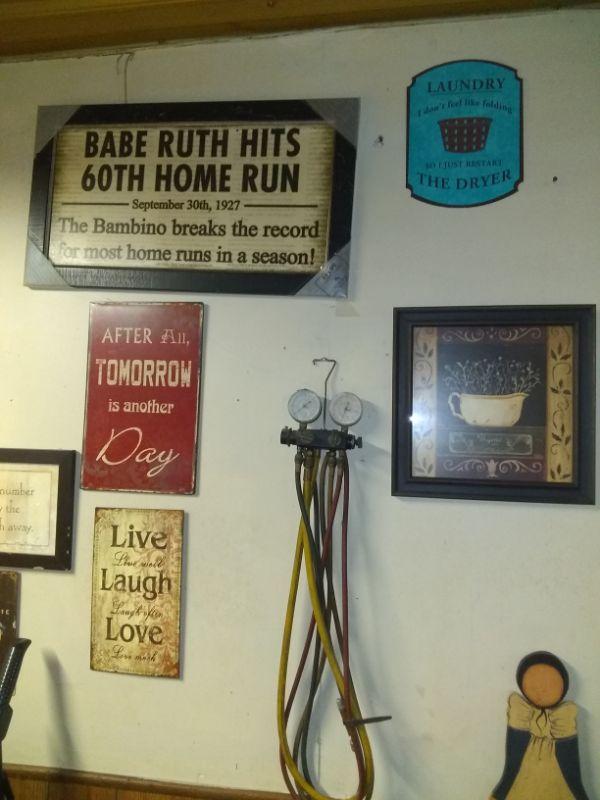 BABE RUTH HITS
60TH HOME RUN
September 30th, 1927
The Bambino breaks the record
for most home runs in a season!
LAUNDRY
I don't feel like folding
SO I JUST RESTART
THE DRYER
AFTER All,
TOMORROW
is another
Day
number
the
away.
Live
Live well
Laugh
Laugh often
Love
Love much